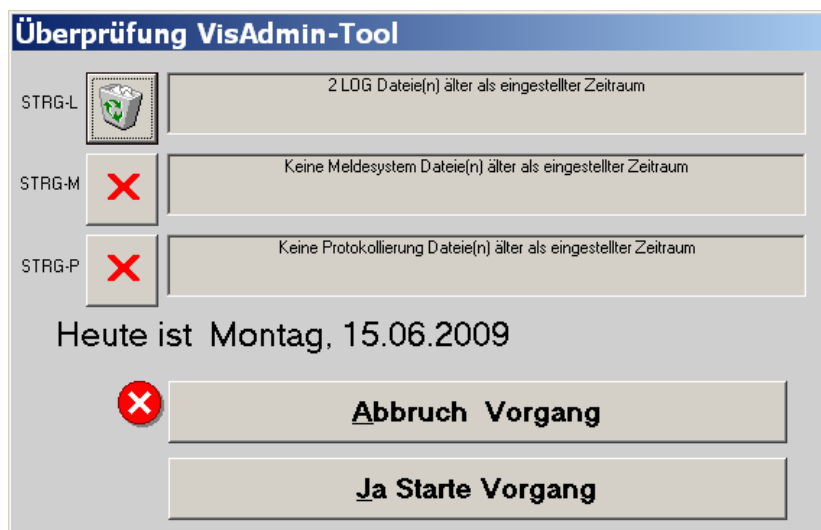 Überprüfung VisAdmin-Tool
STRG-L
2 LOG Dateie(n) älter als eingestellter Zeitraum
STRG-M
Keine Meldesystem Dateie(n) älter als eingestellter Zeitraum
STRG-P
Keine Protokollierung Dateie(n) älter als eingestellter Zeitraum
Heute ist Montag, 15.06.2009
Abbruch Vorgang
Ja Starte Vorgang